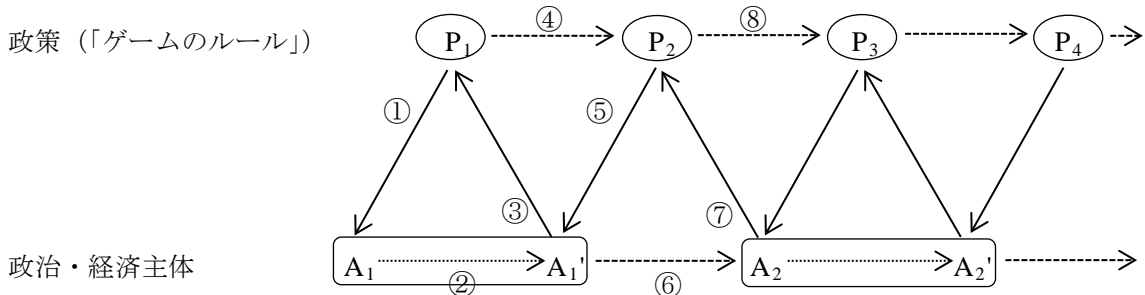 政策（「ゲームのルール」） P₁ ④ P₂ ⑧ P₃ P₄
① ⑤
③ ⑦
政治・経済主体 A₁ ② A₁' ⑥ A₂ A₂'